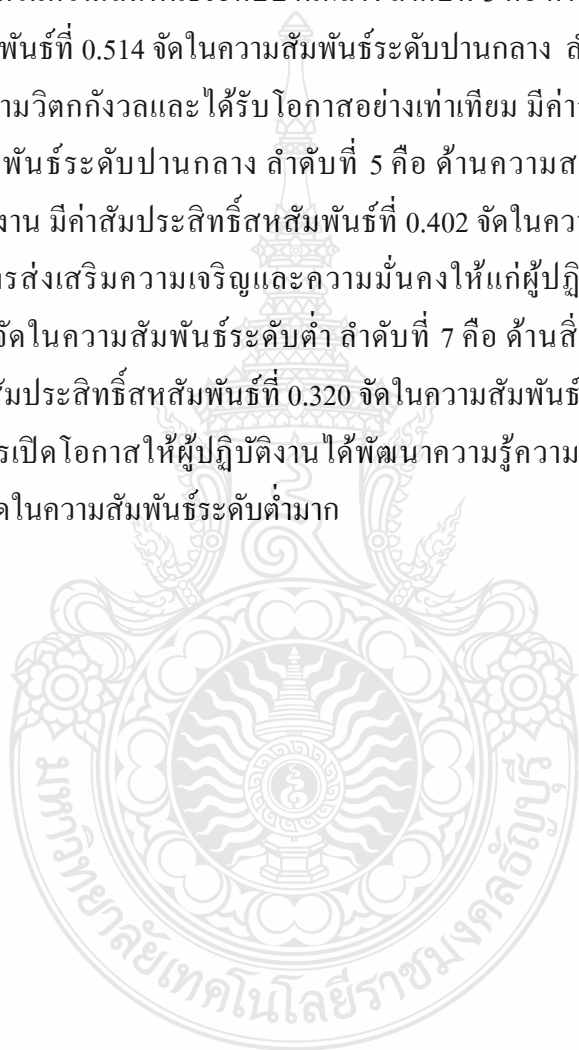 พันธ์ที่ 0.514 จัดในความสัมพันธ์ระดับปานกลาง
ามวิตกกังวลและได้รับโอกาสอย่างเท่าเทียม มีค่า
พันธ์ระดับปานกลาง ลำดับที่ 5 คือ ด้านความส
งาน มีค่าสัมประสิทธิ์สหสัมพันธ์ที่ 0.402 จัดในควา
รส่งเสริมความเจริญและความมั่นคงให้แก่ผู้ปฏิ
จัดในความสัมพันธ์ระดับต่ำ ลำดับที่ 7 คือ ด้านสิ่
สัมประสิทธิ์สหสัมพันธ์ที่ 0.320 จัดในความสัมพันธ์
รเปิดโอกาสให้ผู้ปฏิบัติงานได้พัฒนาความรู้ความ
ดในความสัมพันธ์ระดับต่ำมาก
มหาวิทยาลัยเทคโนโลยีราชมงคลธัญบุรี